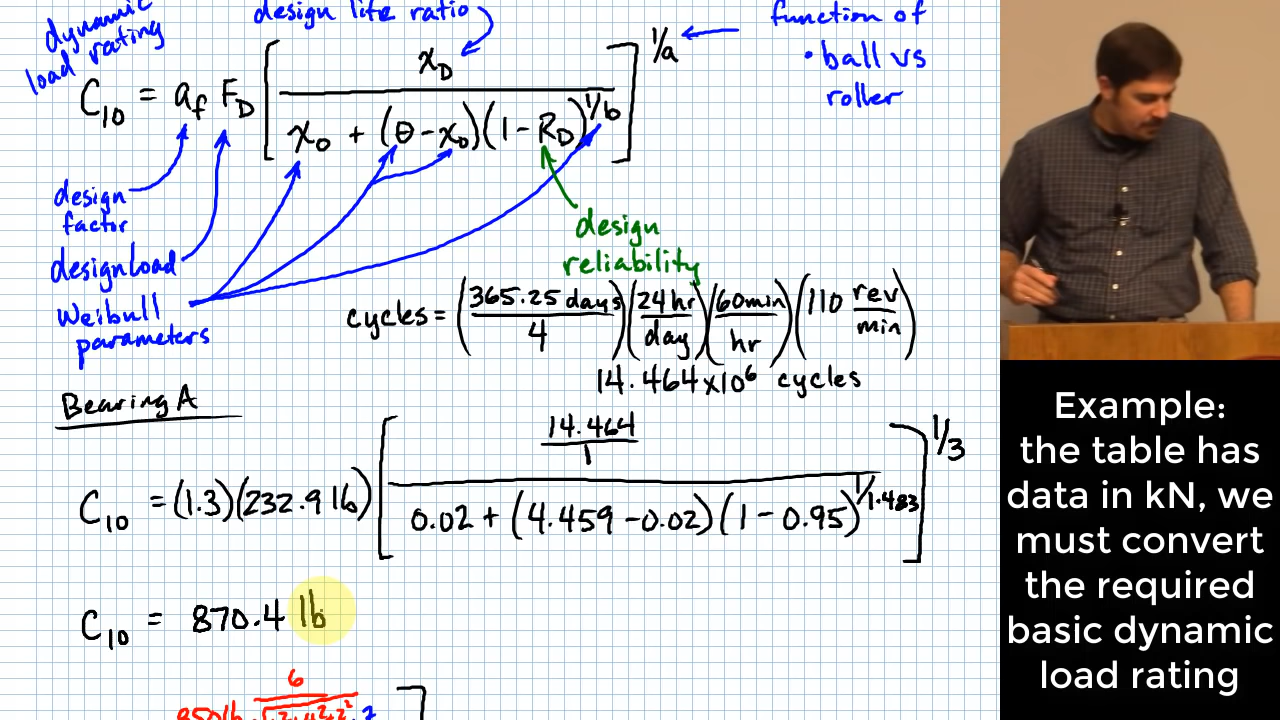 dynamic
load rating
design life ratio
function of
• ball vs
roller
C10 = af FD [ xD / (x0 + (θ - x0)(1 - RD)^1/b) ]^1/a
design
factor
design load
Weibull
parameters
design
reliability
cycles = (365.25 days / 4)(24 hr / day)(60 min / hr)(110 rev / min)
14.464 x 10^6 cycles
Bearing A
C10 = (1.3)(232.9 lb) [ (14.464 / 1) / (0.02 + (4.459 - 0.02)(1 - 0.95)^1/1.483) ]^1/3
C10 = 870.4 lb
6
Example:
the table has
data in kN, we
must convert
the required
basic dynamic
load rating